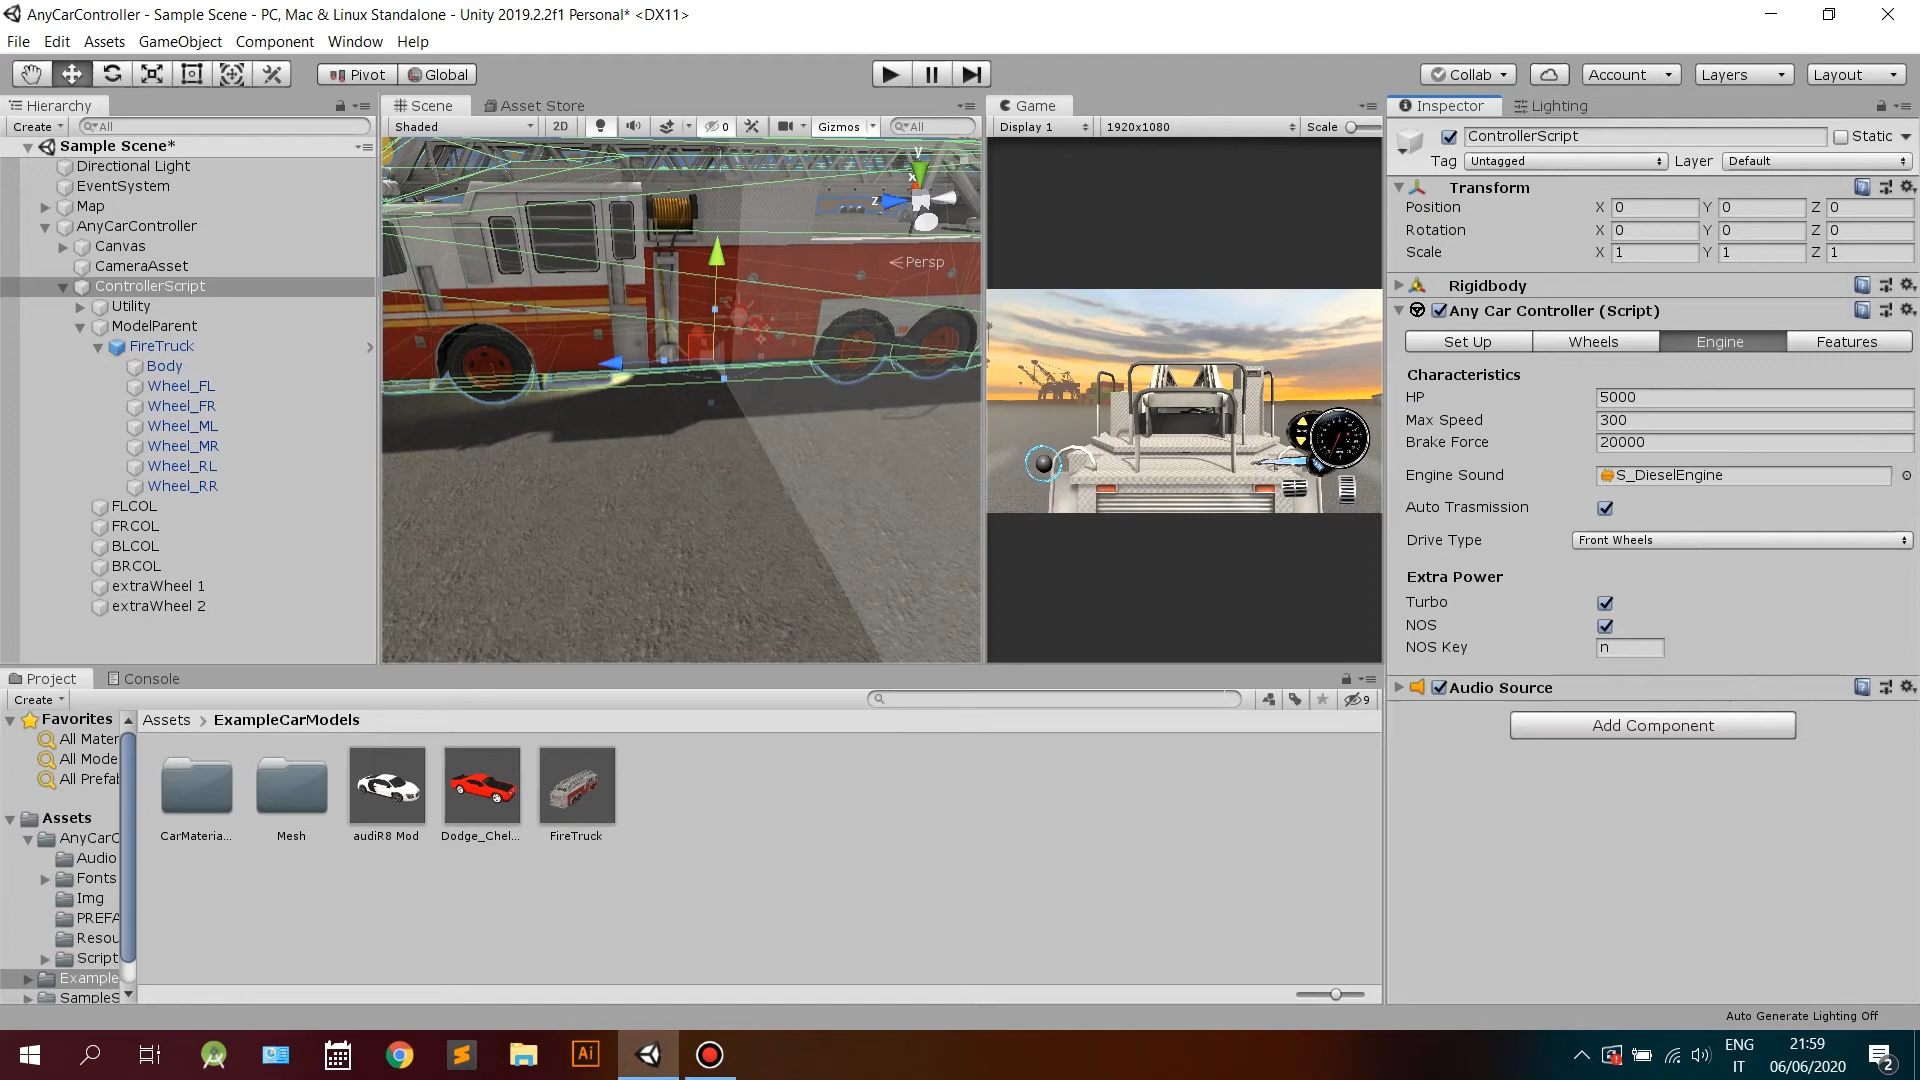 AnyCarController - Sample Scene - PC, Mac & Linux Standalone - Unity 2019.2.2f1 Personal* <DX11>
File Edit Assets GameObject Component Window Help
Pivot Global Collab Account Layers Layout
Hierarchy
Create All
Sample Scene*
Directional Light
EventSystem
Map
AnyCarController
Canvas
CameraAsset
ControllerScript
Utility
ModelParent
FireTruck
Body
Wheel_FL
Wheel_FR
Wheel_ML
Wheel_MR
Wheel_RL
Wheel_RR
FLCOL
FRCOL
BLCOL
BRCOL
extraWheel 1
extraWheel 2
Scene Asset Store
Shaded 2D 0 Gizmos All
y
x
z
Persp
Game
Display 1 1920x1080 Scale
Inspector Lighting
ControllerScript Static
Tag Untagged Layer Default
Transform
Position X 0 Y 0 Z 0
Rotation X 0 Y 0 Z 0
Scale X 1 Y 1 Z 1
Rigidbody
Any Car Controller (Script)
Set Up Wheels Engine Features
Characteristics
HP 5000
Max Speed 300
Brake Force 20000
Engine Sound S_DieselEngine
Auto Trasmission
Drive Type Front Wheels
Extra Power
Turbo
NOS
NOS Key n
Audio Source
Add Component
Project Console
Create 9
Favorites
All Mater
All Mode
All Prefab
Assets
AnyCarC
Audio
Fonts
Img
PREFA
Resou
Script
Example
SampleS
Assets > ExampleCarModels
CarMateria...
Mesh
audiR8 Mod
Dodge_Chel...
FireTruck
Auto Generate Lighting Off
Ai
ENG
IT
21:59
06/06/2020
2